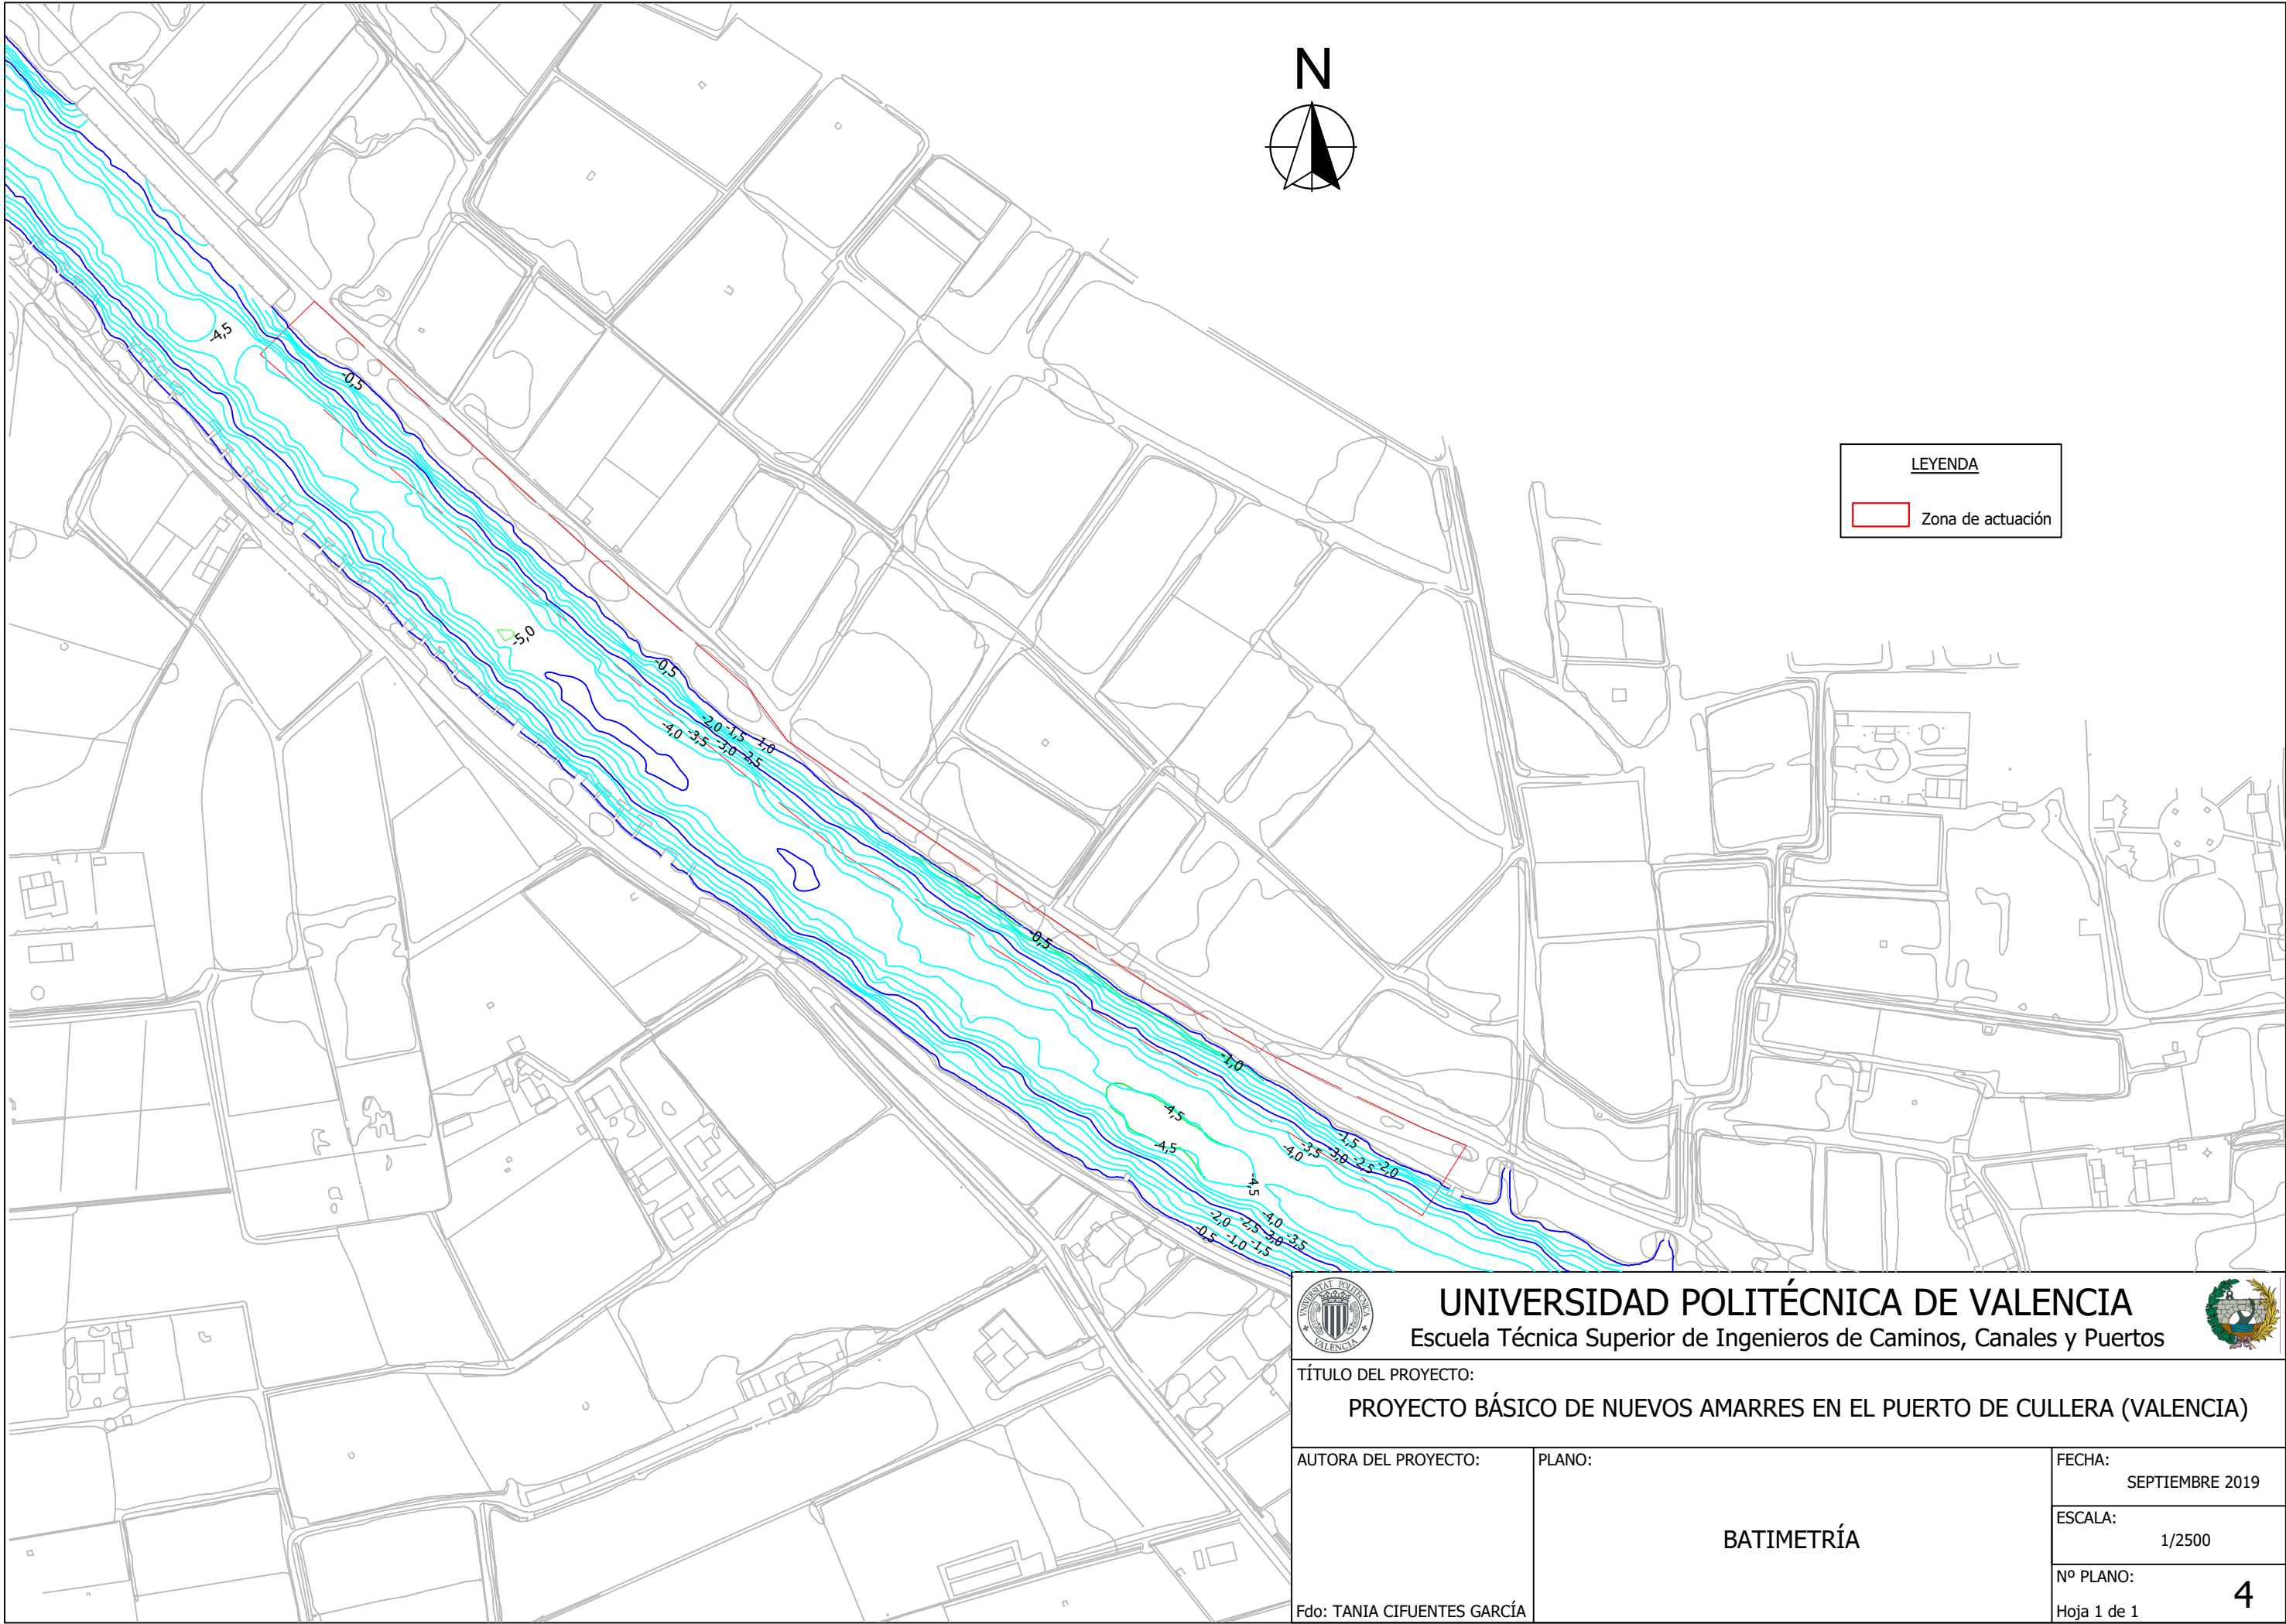 N
LEYENDA
Zona de actuación
-4,5
-0,5
-5,0
-0,5
-2,0
-1,5
-1,0
-4,0
-3,5
-3,0
-2,5
-0,5
-1,0
-4,5
-4,5
-1,5
-3,5
-4,0
-3,0
-2,5
-2,0
-4,5
-2,0
-2,5
-4,0
-0,5
-1,0
-1,5
-3,0
-3,5
UNIVERSITAT POLITÈCNICA
VALENCIA
UNIVERSIDAD POLITÉCNICA DE VALENCIA
Escuela Técnica Superior de Ingenieros de Caminos, Canales y Puertos
TÍTULO DEL PROYECTO:
PROYECTO BÁSICO DE NUEVOS AMARRES EN EL PUERTO DE CULLERA (VALENCIA)
AUTORA DEL PROYECTO:
Fdo: TANIA CIFUENTES GARCÍA
PLANO:
BATIMETRÍA
FECHA:
SEPTIEMBRE 2019
ESCALA:
1/2500
Nº PLANO:
4
Hoja 1 de 1